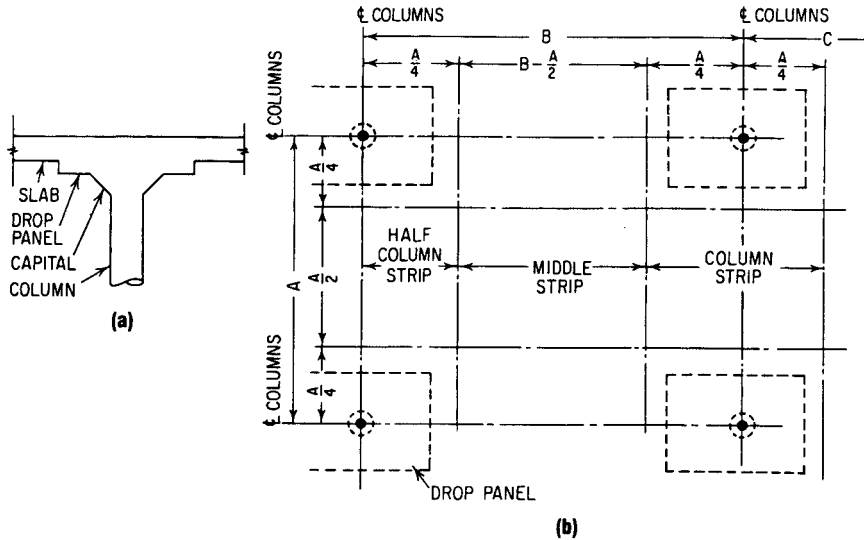 ℄ COLUMNS
℄ COLUMNS
B
C
A/4
B - A/2
A/4
A/4
℄ COLUMNS
A/4
SLAB
DROP
PANEL
CAPITAL
COLUMN
(a)
A
A/2
HALF
COLUMN
STRIP
MIDDLE
STRIP
COLUMN
STRIP
A/4
℄ COLUMNS
DROP PANEL
(b)